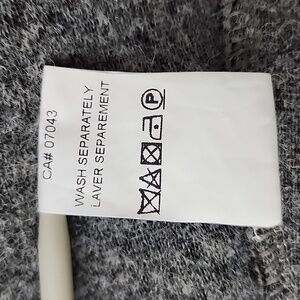 CA# 07043
WASH SEPARATELY
LAVER SEPAREMENT
P